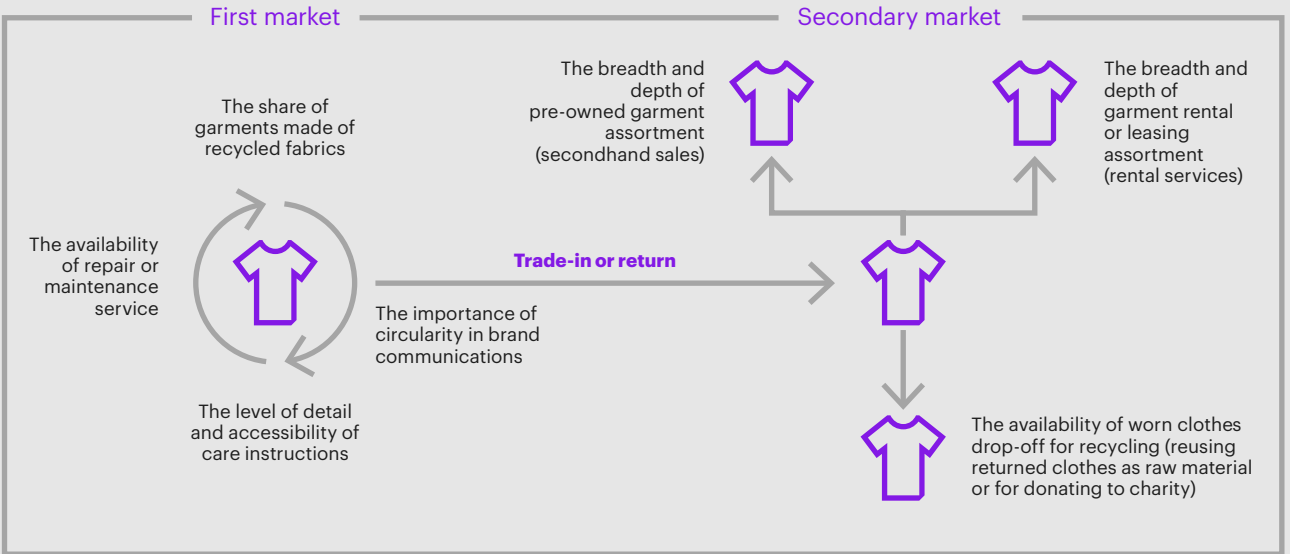 First market
Secondary market
The share of
garments made of
recycled fabrics
The availability
of repair or
maintenance
service
The level of detail
and accessibility of
care instructions
Trade-in or return
The importance of
circularity in brand
communications
The breadth and
depth of
pre-owned garment
assortment
(secondhand sales)
The breadth and
depth of
garment rental
or leasing
assortment
(rental services)
The availability of worn clothes
drop-off for recycling (reusing
returned clothes as raw material
or for donating to charity)